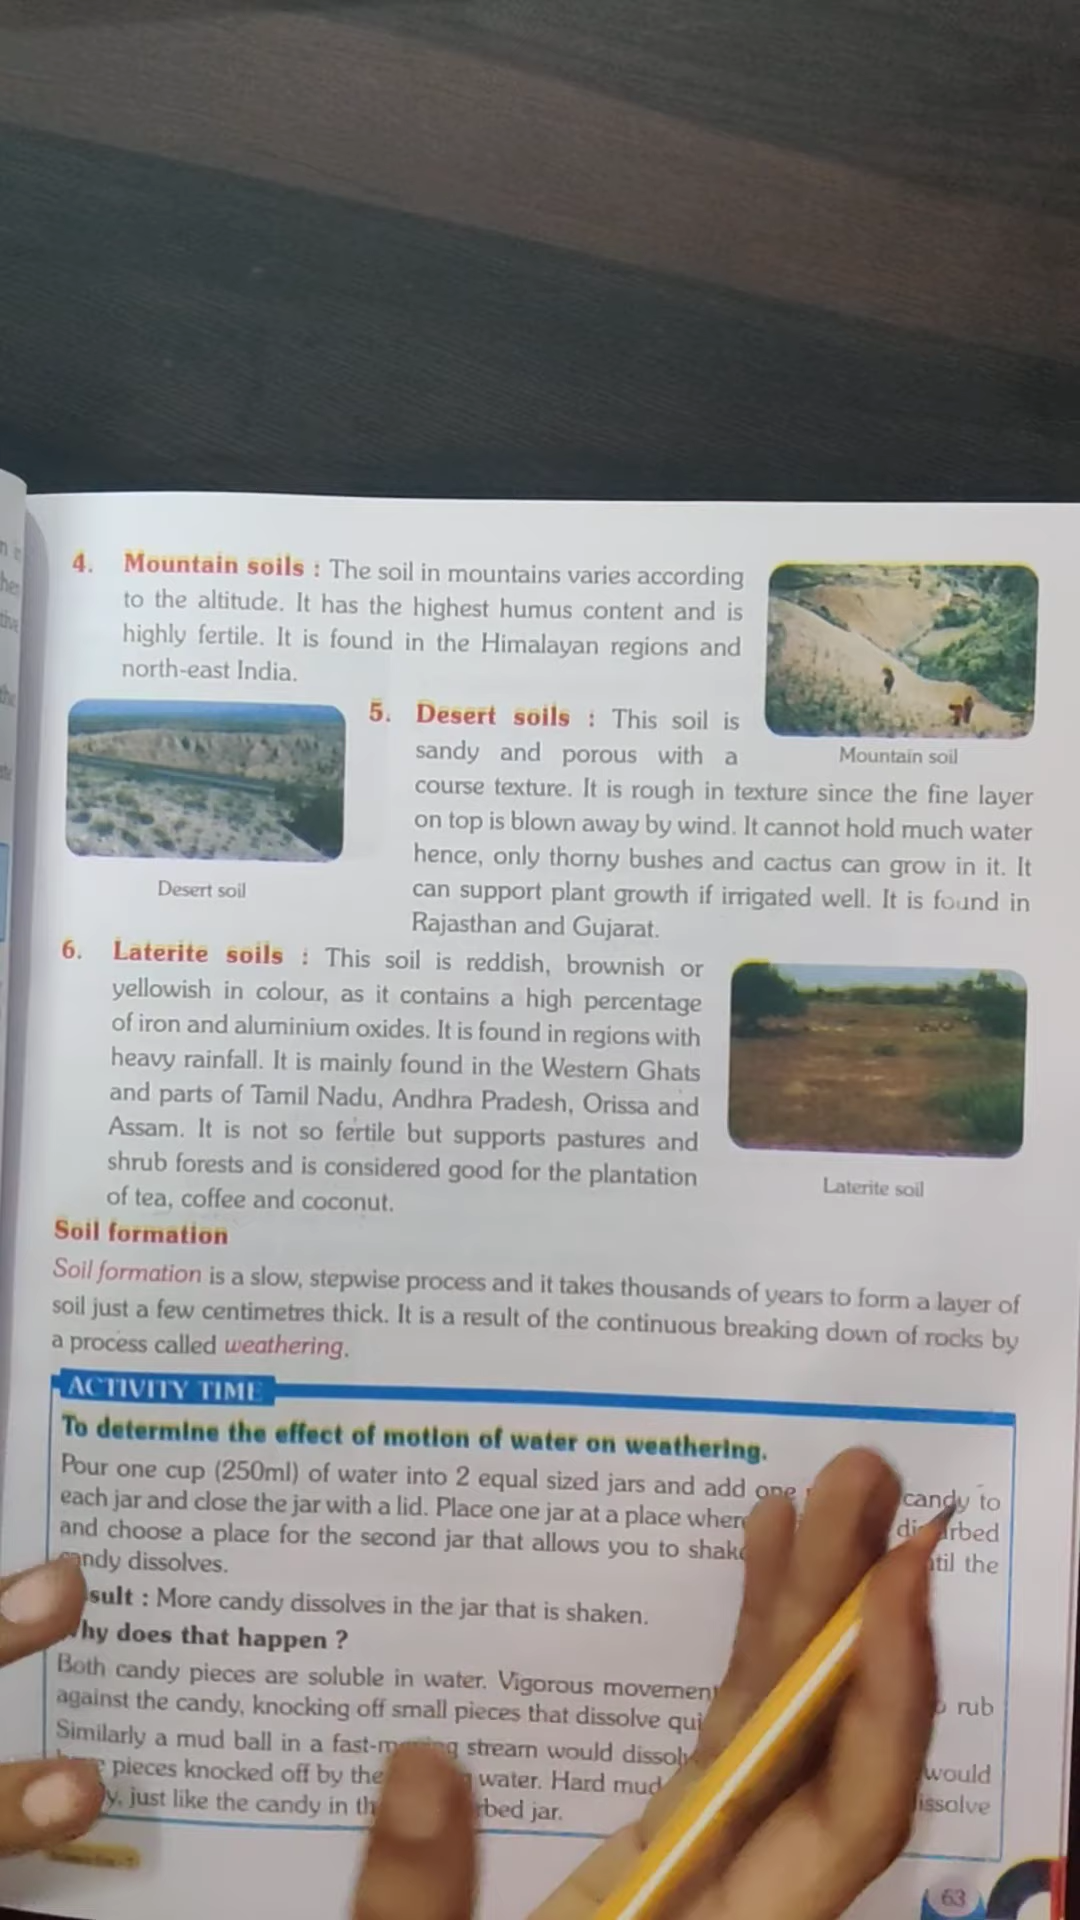 4. Mountain soils : The soil in mountains varies according
to the altitude. It has the highest humus content and is
highly fertile. It is found in the Himalayan regions and
north-east India.
Mountain soil
5. Desert soils : This soil is
sandy and porous with a
course texture. It is rough in texture since the fine layer
on top is blown away by wind. It cannot hold much water
hence, only thorny bushes and cactus can grow in it. It
can support plant growth if irrigated well. It is found in
Rajasthan and Gujarat.
Desert soil
6. Laterite soils : This soil is reddish, brownish or
yellowish in colour, as it contains a high percentage
of iron and aluminium oxides. It is found in regions with
heavy rainfall. It is mainly found in the Western Ghats
and parts of Tamil Nadu, Andhra Pradesh, Orissa and
Assam. It is not so fertile but supports pastures and
shrub forests and is considered good for the plantation
of tea, coffee and coconut.
Laterite soil
Soil formation
Soil formation is a slow, stepwise process and it takes thousands of years to form a layer of
soil just a few centimetres thick. It is a result of the continuous breaking down of rocks by
a process called weathering.
ACTIVITY TIME
To determine the effect of motion of water on weathering.
Pour one cup (250ml) of water into 2 equal sized jars and add one candy to
each jar and close the jar with a lid. Place one jar at a place
and choose a place for the second jar that allows you to the
candy dissolves.
: More candy dissolves in the jar that is shaken.
does that happen ?
Both candy pieces are soluble in water. Vigorous rub
against the candy, knocking off small pieces that dissolve
Similarly a mud ball in a stream would would
pieces knocked off by the water. Hard mud
just like the candy in jar.
63